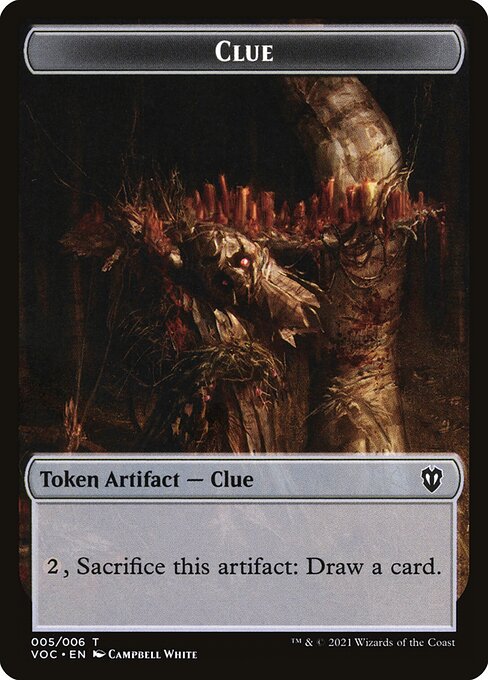 CLUE
Token Artifact — Clue
2, Sacrifice this artifact: Draw a card.
005/006 T
VOC • EN CAMPBELL WHITE
™ & © 2021 Wizards of the Coast